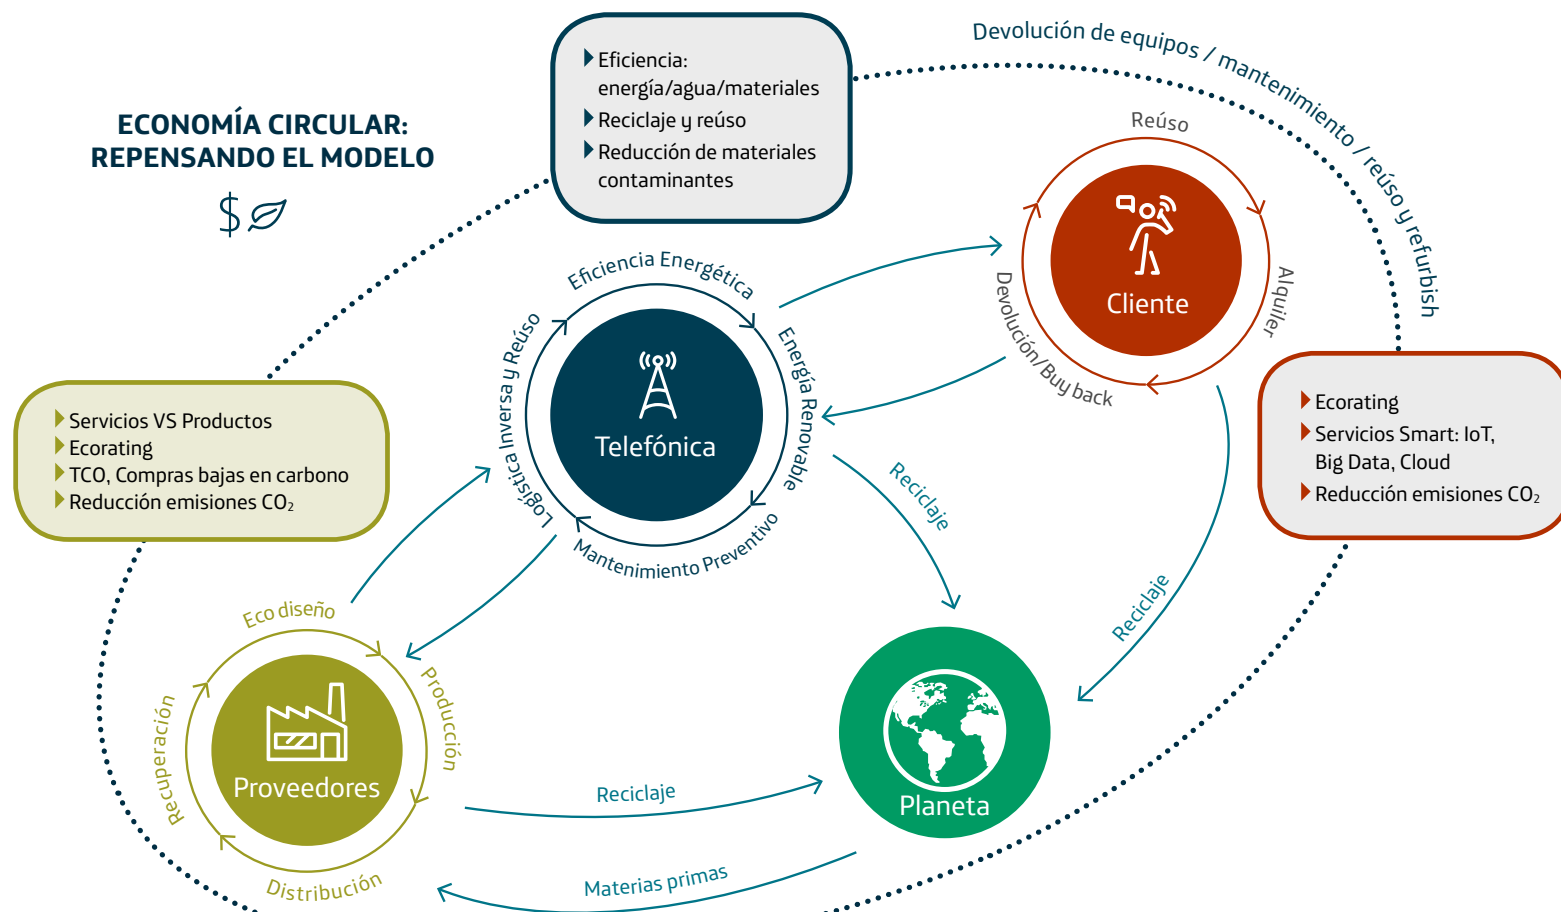 ECONOMÍA CIRCULAR:
REPENSANDO EL MODELO
Eficiencia:
energía/agua/materiales
Reciclaje y reúso
Reducción de materiales
contaminantes
Devolución de equipos / mantenimiento / reúso y refurbish
Reúso
Alquiler
Devolución/Buy back
Cliente
Eficiencia Energética
Energía Renovable
Mantenimiento Preventivo
Logística Inversa y Reúso
Telefónica
Servicios VS Productos
Ecorating
TCO, Compras bajas en carbono
Reducción emisiones CO₂
Ecorating
Servicios Smart: IoT,
Big Data, Cloud
Reducción emisiones CO₂
Reciclaje
Reciclaje
Eco diseño
Producción
Distribución
Recuperación
Proveedores
Reciclaje
Planeta
Materias primas